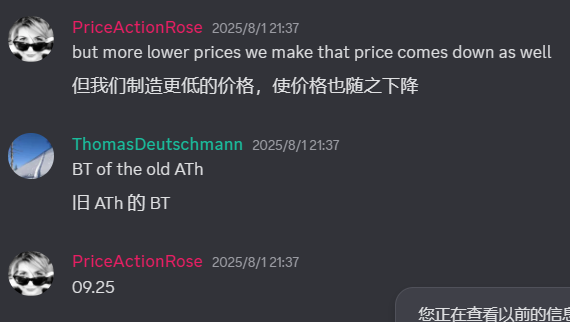 PriceActionRose 2025/8/1 21:37
but more lower prices we make that price comes down as well
但我们制造更低的价格，使价格也随之下降
ThomasDeutschmann 2025/8/1 21:37
BT of the old ATh
旧 ATh 的 BT
PriceActionRose 2025/8/1 21:37
09.25
您正在查看以前的信息